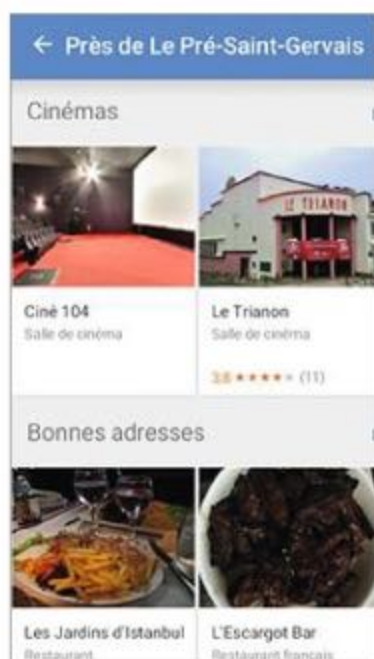 ← Près de Le Pré-Saint-Gervais
Cinémas
LE TRIANON
Ciné 104
Salle de cinéma
Le Trianon
Salle de cinéma
3,8 ★★★★★ (11)
Bonnes adresses
Les Jardins d'Istanbul
Restaurant
L'Escargot Bar
Restaurant français